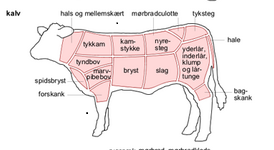 kalv
hals og mellemskært mørbradculotte tyksteg
tykkam
kam-
stykke
nyre-
steg
yderlår,
inderlår,
klump
og lår-
tunge
hale
tyndbov
marv-
pibebov
bryst
slag
spidsbryst
forskank
bag-
skank